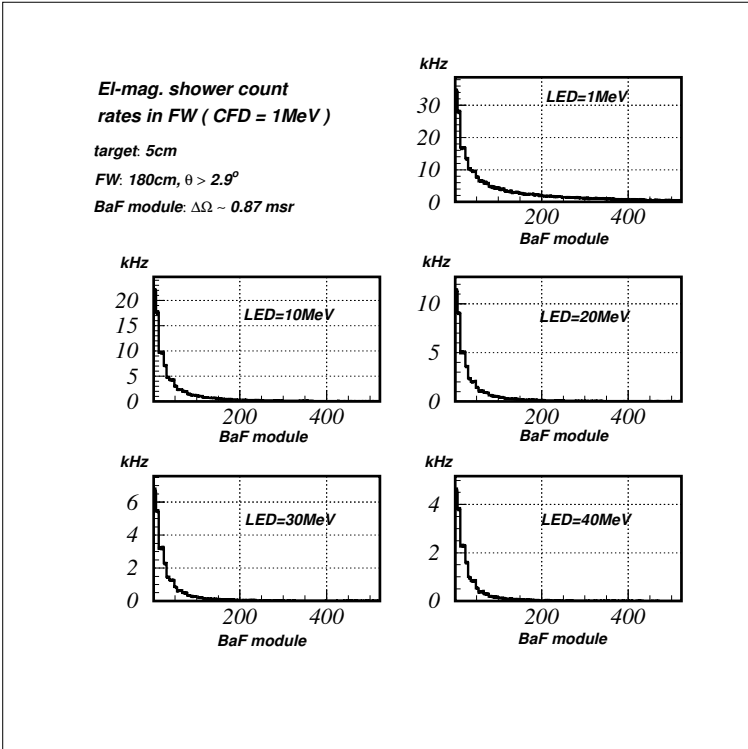 El-mag. shower count
rates in FW ( CFD = 1MeV )
target: 5cm
FW: 180cm, θ > 2.9°
BaF module: ΔΩ ~ 0.87 msr
kHz
LED=1MeV
30
20
10
0
200 400
BaF module
kHz
LED=10MeV
20
15
10
5
0
200 400
BaF module
kHz
LED=20MeV
10
5
0
200 400
BaF module
kHz
LED=30MeV
6
4
2
0
200 400
BaF module
kHz
LED=40MeV
4
2
0
200 400
BaF module